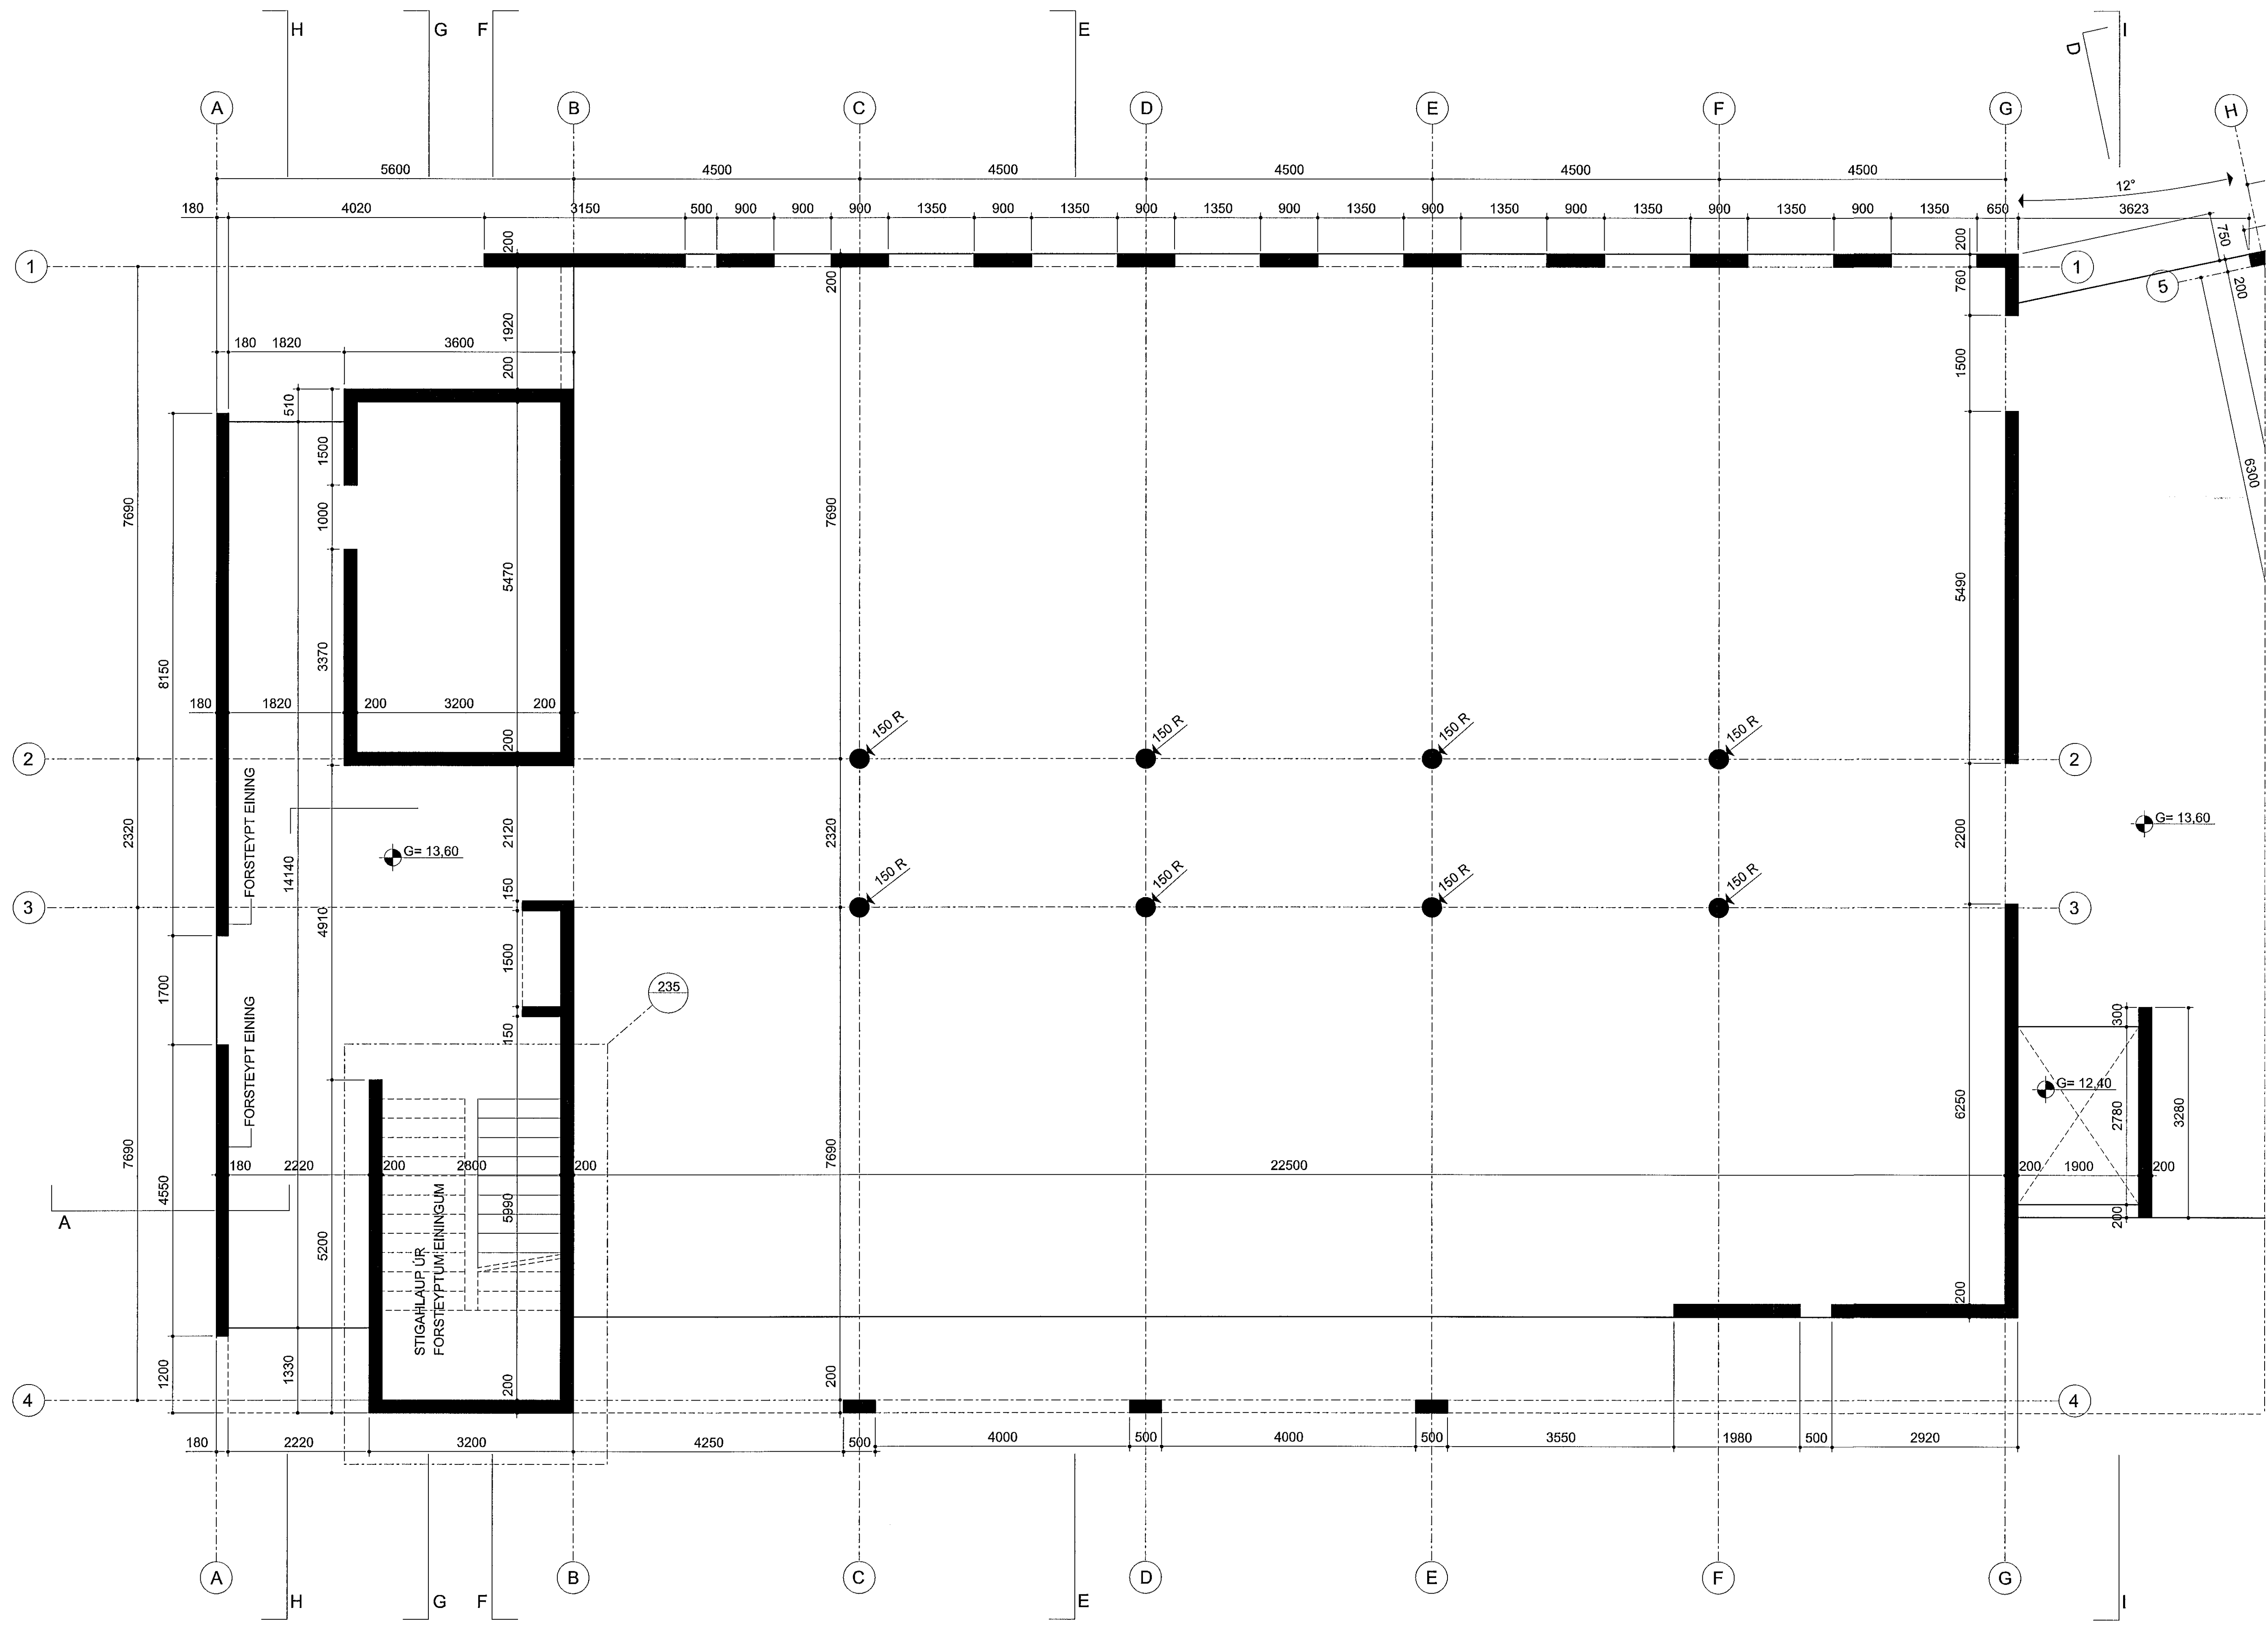 H G F E I
D
A B C D E F G H
5600 4500 4500 4500 4500 4500
12°
180 4020 3150 500 900 900 900 1350 900 1350 900 1350 900 1350 900 1350 900 1350 900 1350 900 1350 650 3623
200 200 750
1 1
5
200 760 200
1920
180 1820 3600
200 1500
510
1500
6300
1000
7690 7690
5470 5490
3370
8150
180 1820 200 3200 200
200
150 R 150 R 150 R 150 R
2 2
FORSTEYPT EINING
G= 13,60
2320 2120 2320 2200
G= 13,60
14140
150 R 150 R 150 R 150 R
150
3 3
4910
1500
1700
235
300
FORSTEYPT EINING
150
G= 12,40
6250 2780 3280
7690 7690
180 2220 200 2800 200 22500 200 1900 200
4550 5990
A
200
5200
STIGAHLAUP ÚR
FORSTEYPTUM EININGUM
200
1200 1330 200 200
4 4
180 2220 3200 4250 500 4000 500 4000 500 3550 1980 500 2920
A B C D E F G
H G F E I